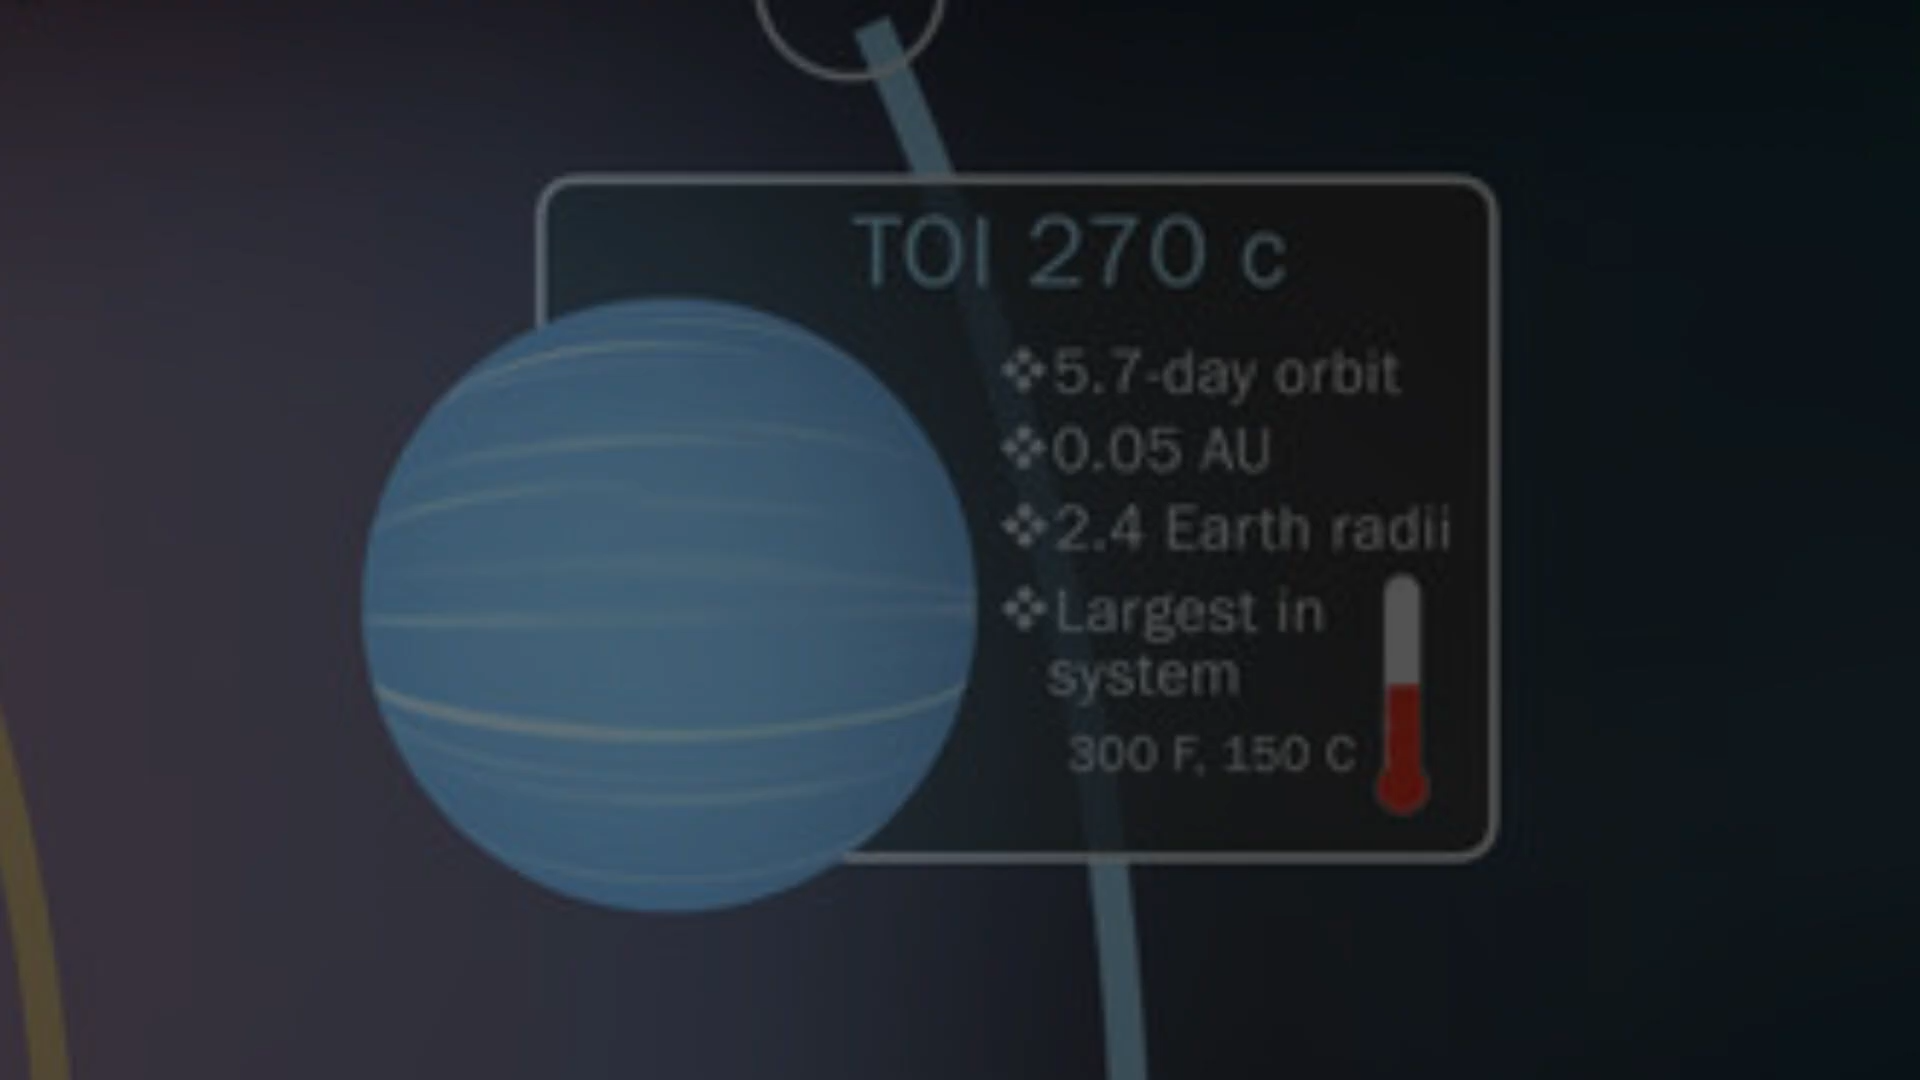 TOI 270 c
❖5.7-day orbit
❖0.05 AU
❖2.4 Earth radii
❖Largest in
system
300 F, 150 C